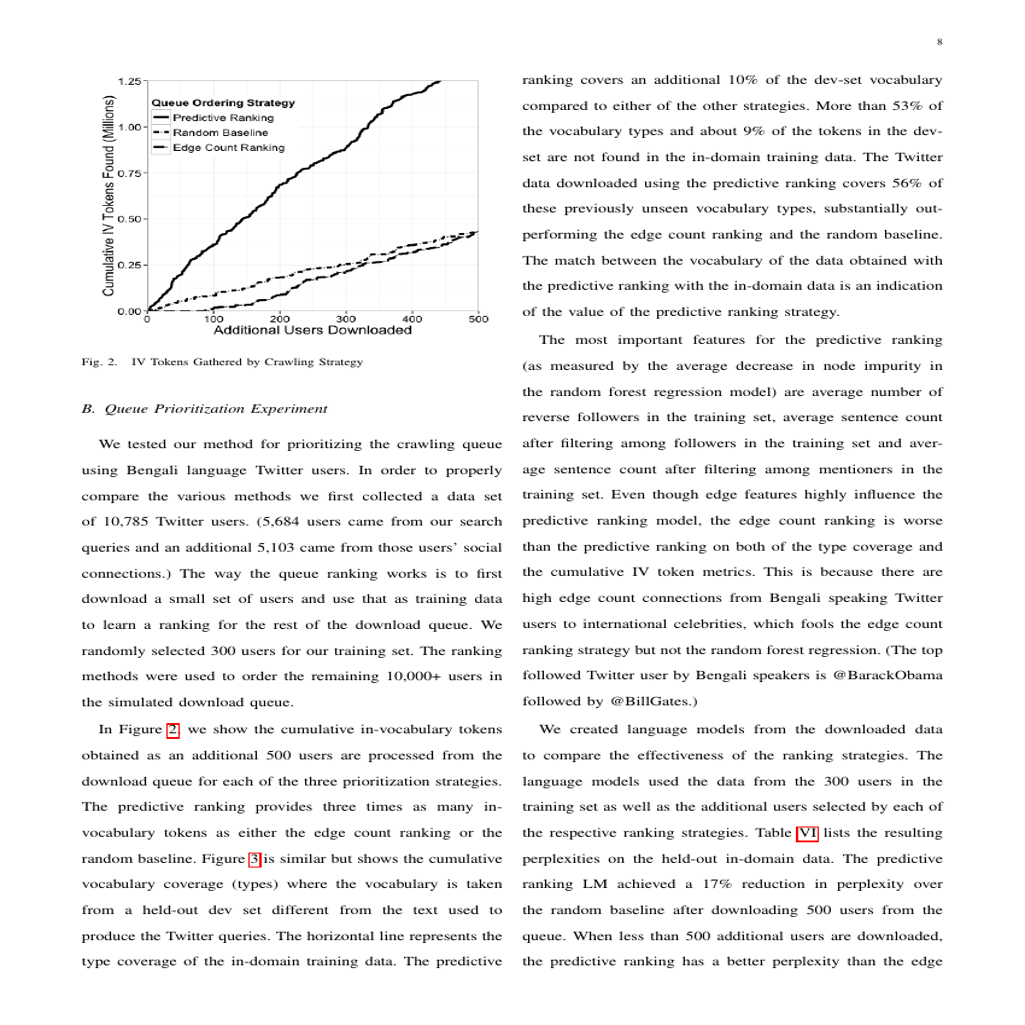 8
1.25
1.00
0.75
0.50
0.25
0.00
Cumulative IV Tokens Found (Millions)
Queue Ordering Strategy
Predictive Ranking
Random Baseline
Edge Count Ranking
0 100 200 300 400 500
Additional Users Downloaded
Fig. 2. IV Tokens Gathered by Crawling Strategy
B. Queue Prioritization Experiment
We tested our method for prioritizing the crawling queue
using Bengali language Twitter users. In order to properly
compare the various methods we first collected a data set
of 10,785 Twitter users. (5,684 users came from our search
queries and an additional 5,103 came from those users' social
connections.) The way the queue ranking works is to first
download a small set of users and use that as training data
to learn a ranking for the rest of the download queue. We
randomly selected 300 users for our training set. The ranking
methods were used to order the remaining 10,000+ users in
the simulated download queue.
In Figure 2, we show the cumulative in-vocabulary tokens
obtained as an additional 500 users are processed from the
download queue for each of the three prioritization strategies.
The predictive ranking provides three times as many in-
vocabulary tokens as either the edge count ranking or the
random baseline. Figure 3 is similar but shows the cumulative
vocabulary coverage (types) where the vocabulary is taken
from a held-out dev set different from the text used to
produce the Twitter queries. The horizontal line represents the
type coverage of the in-domain training data. The predictive
ranking covers an additional 10% of the dev-set vocabulary
compared to either of the other strategies. More than 53% of
the vocabulary types and about 9% of the tokens in the dev-
set are not found in the in-domain training data. The Twitter
data downloaded using the predictive ranking covers 56% of
these previously unseen vocabulary types, substantially out-
performing the edge count ranking and the random baseline.
The match between the vocabulary of the data obtained with
the predictive ranking with the in-domain data is an indication
of the value of the predictive ranking strategy.
The most important features for the predictive ranking
(as measured by the average decrease in node impurity in
the random forest regression model) are average number of
reverse followers in the training set, average sentence count
after filtering among followers in the training set and aver-
age sentence count after filtering among mentioners in the
training set. Even though edge features highly influence the
predictive ranking model, the edge count ranking is worse
than the predictive ranking on both of the type coverage and
the cumulative IV token metrics. This is because there are
high edge count connections from Bengali speaking Twitter
users to international celebrities, which fools the edge count
ranking strategy but not the random forest regression. (The top
followed Twitter user by Bengali speakers is @BarackObama
followed by @BillGates.)
We created language models from the downloaded data
to compare the effectiveness of the ranking strategies. The
language models used the data from the 300 users in the
training set as well as the additional users selected by each of
the respective ranking strategies. Table VI lists the resulting
perplexities on the held-out in-domain data. The predictive
ranking LM achieved a 17% reduction in perplexity over
the random baseline after downloading 500 users from the
queue. When less than 500 additional users are downloaded,
the predictive ranking has a better perplexity than the edge